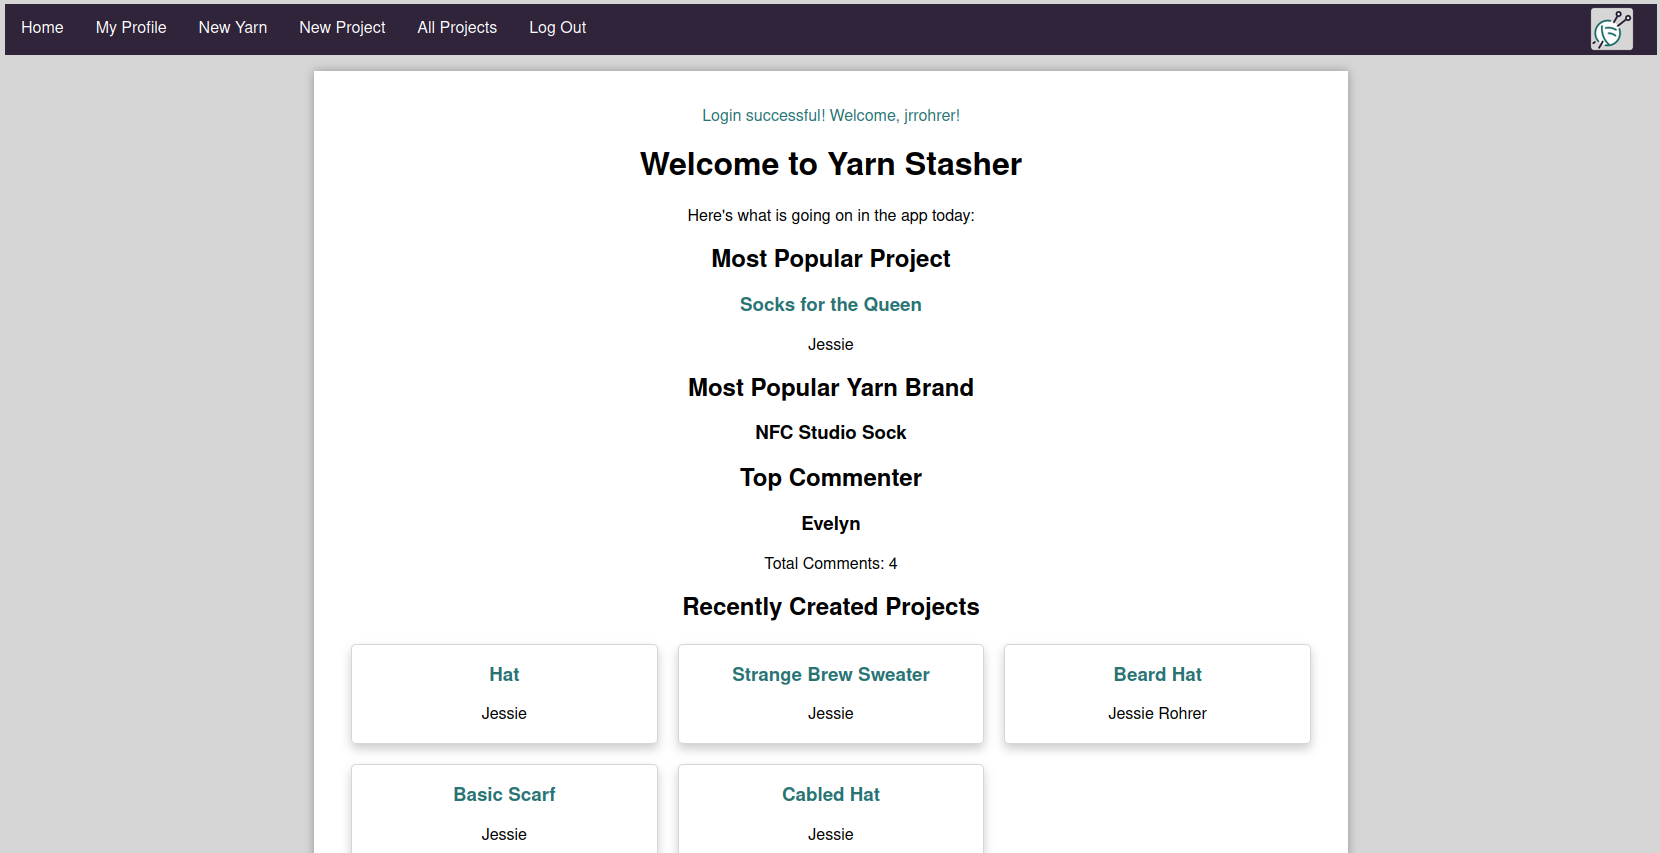 Home My Profile New Yarn New Project All Projects Log Out
Login successful! Welcome, jrrohrer!
Welcome to Yarn Stasher
Here's what is going on in the app today:
Most Popular Project
Socks for the Queen
Jessie
Most Popular Yarn Brand
NFC Studio Sock
Top Commenter
Evelyn
Total Comments: 4
Recently Created Projects
Hat
Jessie
Strange Brew Sweater
Jessie
Beard Hat
Jessie Rohrer
Basic Scarf
Jessie
Cabled Hat
Jessie